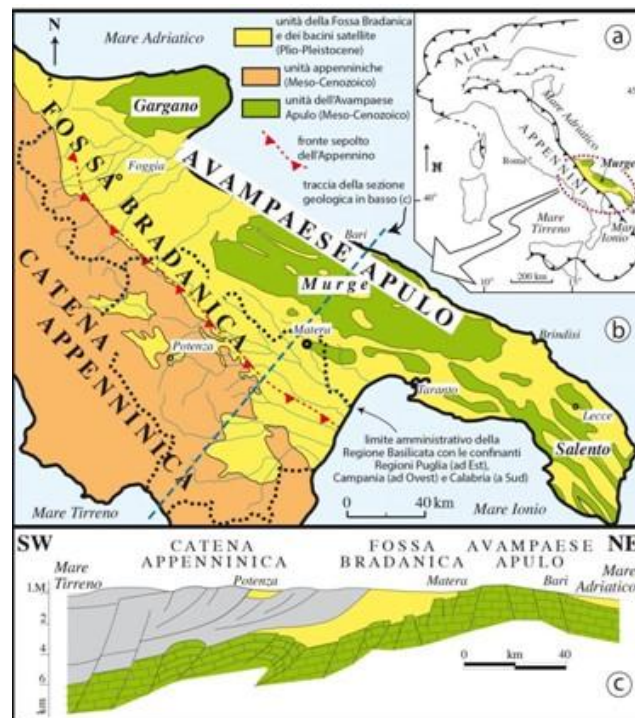 N
Mare Adriatico
unità della Fossa Bradanica
e dei bacini satellite
(Plio-Pleistocene)
unità appenniniche
(Meso-Cenozoico)
unità dell'Avampaese
Apulo (Meso-Cenozoico)
fronte sepolto
dell'Appennino
traccia della sezione
geologica in basso (c)
Gargano
Foggia
FOSSA BRADANICA
AVAMPAESE APULO
CATENA
APPENNINICA
Bari
Murge
Matera
Potenza
Brindisi
Taranto
Lecce
Salento
b
limite amministrativo della
Regione Basilicata con le confinanti
Regioni Puglia (ad Est),
Campania (ad Ovest) e Calabria (a Sud)
0 40 km
Mare Tirreno
Mare Ionio
a
ALPI
Mare
Adriatico
APPENNINI
Roma
Murge
N
40°
Mare
Tirreno
Mare
Ionio
200 km
10°
15°
SW
CATENA
APPENNINICA
FOSSA
BRADANICA
AVAMPAESE
APULO
NE
Mare
Tirreno
Potenza
Matera
Bari
Mare
Adriatico
4
6
km
0 20 40
km
c